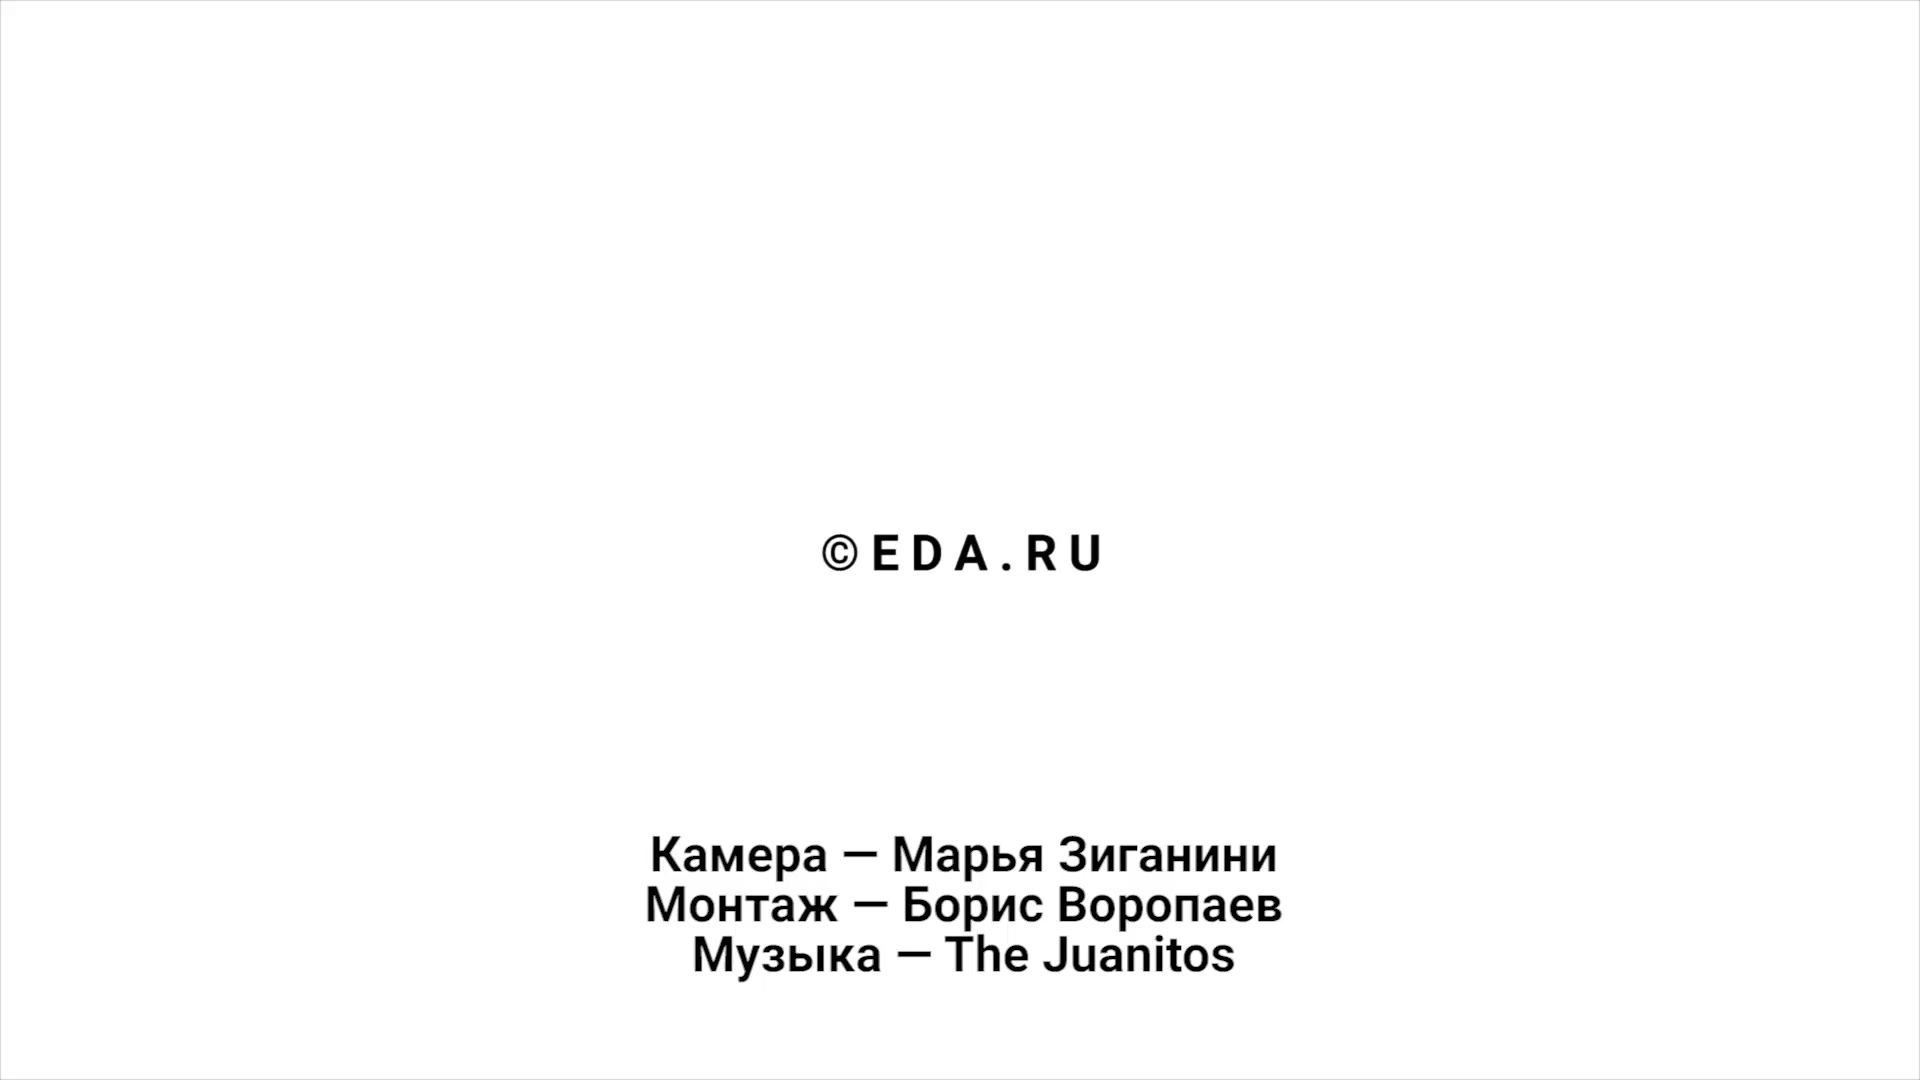 ©EDA.RU
Камера — Марья Зиганини
Монтаж — Борис Воропаев
Музыка — The Juanitos